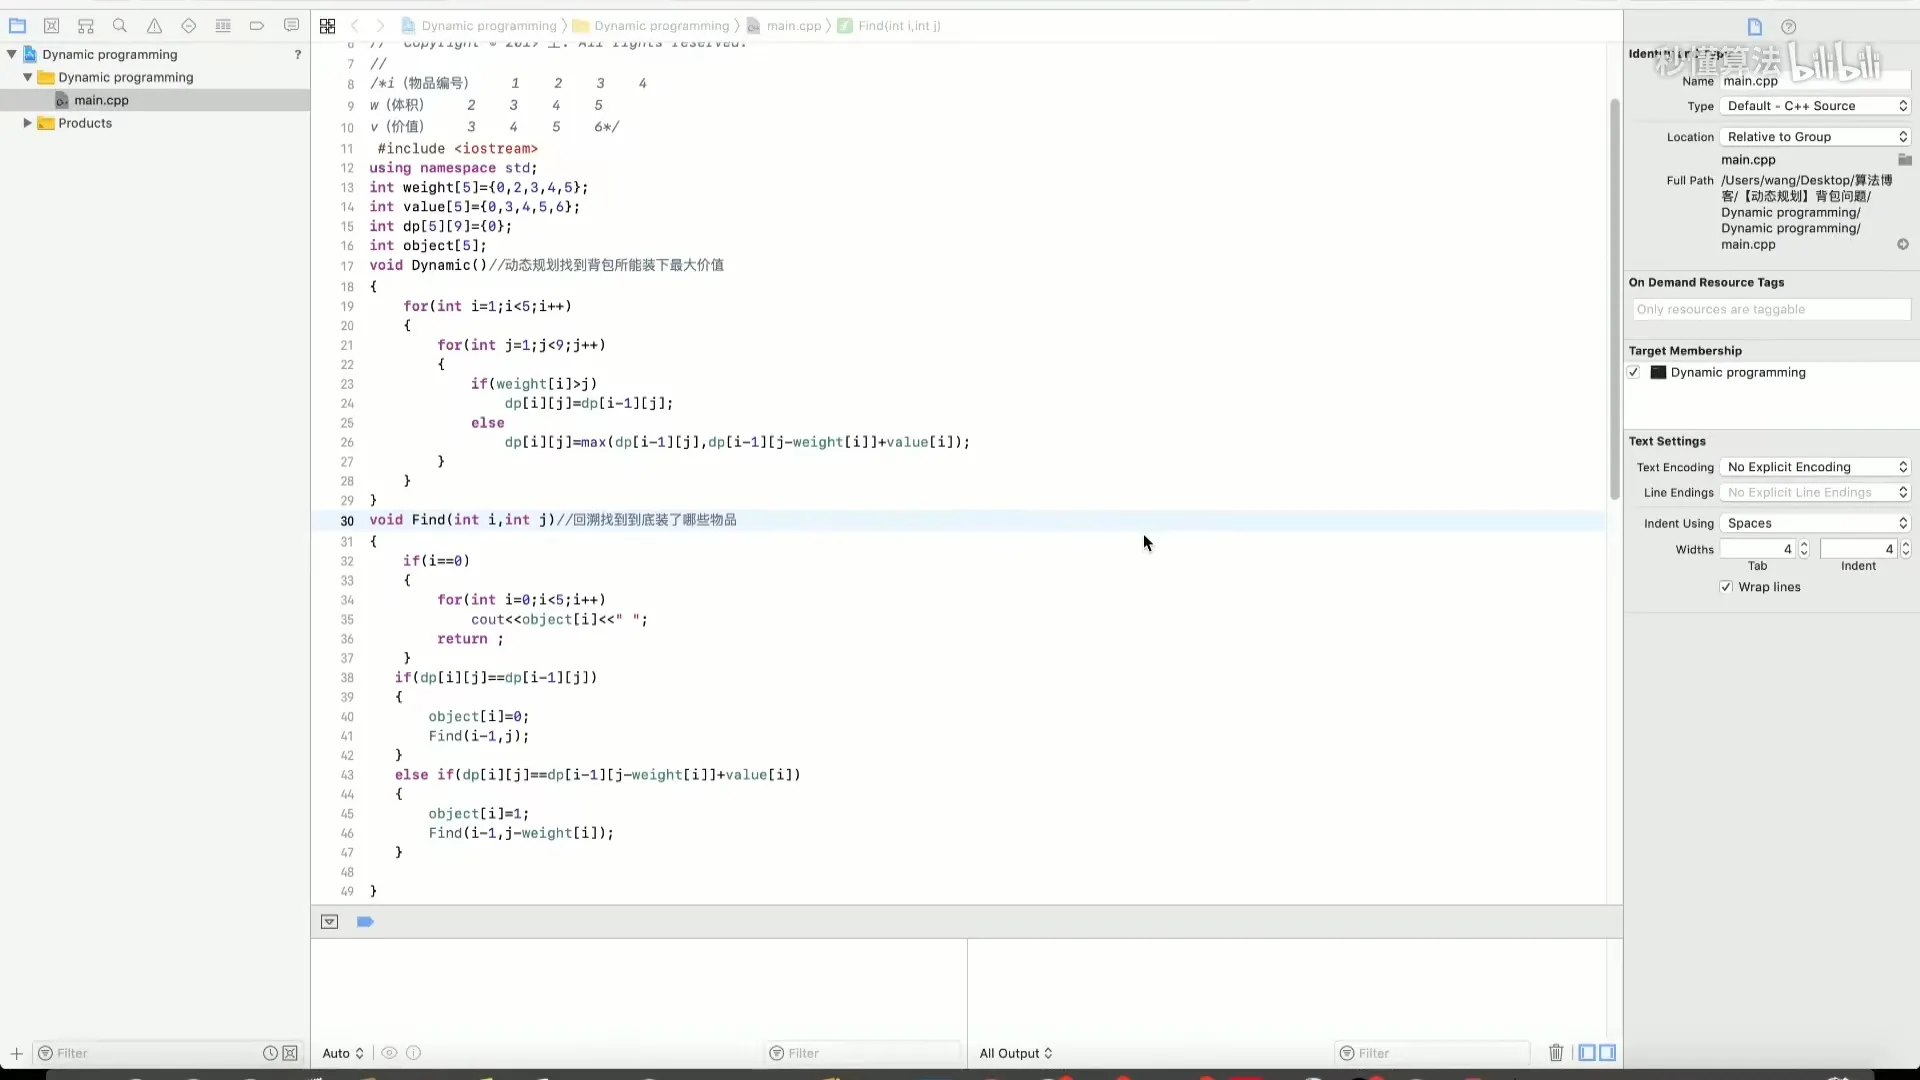 Dynamic programming 〉 Dynamic programming 〉 main.cpp 〉 f Find(int i,int j)
Dynamic programming ?
Dynamic programming
main.cpp
Products
7 //
8 /*i（物品编号） 1 2 3 4
9 w（体积） 2 3 4 5
10 v（价值） 3 4 5 6*/
11 #include <iostream>
12 using namespace std;
13 int weight[5]={0,2,3,4,5};
14 int value[5]={0,3,4,5,6};
15 int dp[5][9]={0};
16 int object[5];
17 void Dynamic()//动态规划找到背包所能装下最大价值
18 {
19 for(int i=1;i<5;i++)
20 {
21 for(int j=1;j<9;j++)
22 {
23 if(weight[i]>j)
24 dp[i][j]=dp[i-1][j];
25 else
26 dp[i][j]=max(dp[i-1][j],dp[i-1][j-weight[i]]+value[i]);
27 }
28 }
29 }
30 void Find(int i,int j)//回溯找到到底装了哪些物品
31 {
32 if(i==0)
33 {
34 for(int i=0;i<5;i++)
35 cout<<object[i]<<" ";
36 return ;
37 }
38 if(dp[i][j]==dp[i-1][j])
39 {
40 object[i]=0;
41 Find(i-1,j);
42 }
43 else if(dp[i][j]==dp[i-1][j-weight[i]]+value[i])
44 {
45 object[i]=1;
46 Find(i-1,j-weight[i]);
47 }
48
49 }
秒懂算法 bilibili
Name main.cpp
Type Default - C++ Source
Location Relative to Group
main.cpp
Full Path /Users/wang/Desktop/算法博
客/【动态规划】背包问题/
Dynamic programming/
Dynamic programming/
main.cpp
On Demand Resource Tags
Only resources are taggable
Target Membership
Dynamic programming
Text Settings
Text Encoding No Explicit Encoding
Line Endings No Explicit Line Endings
Indent Using Spaces
Widths 4 4
Tab Indent
Wrap lines
Filter
Auto
Filter
All Output
Filter